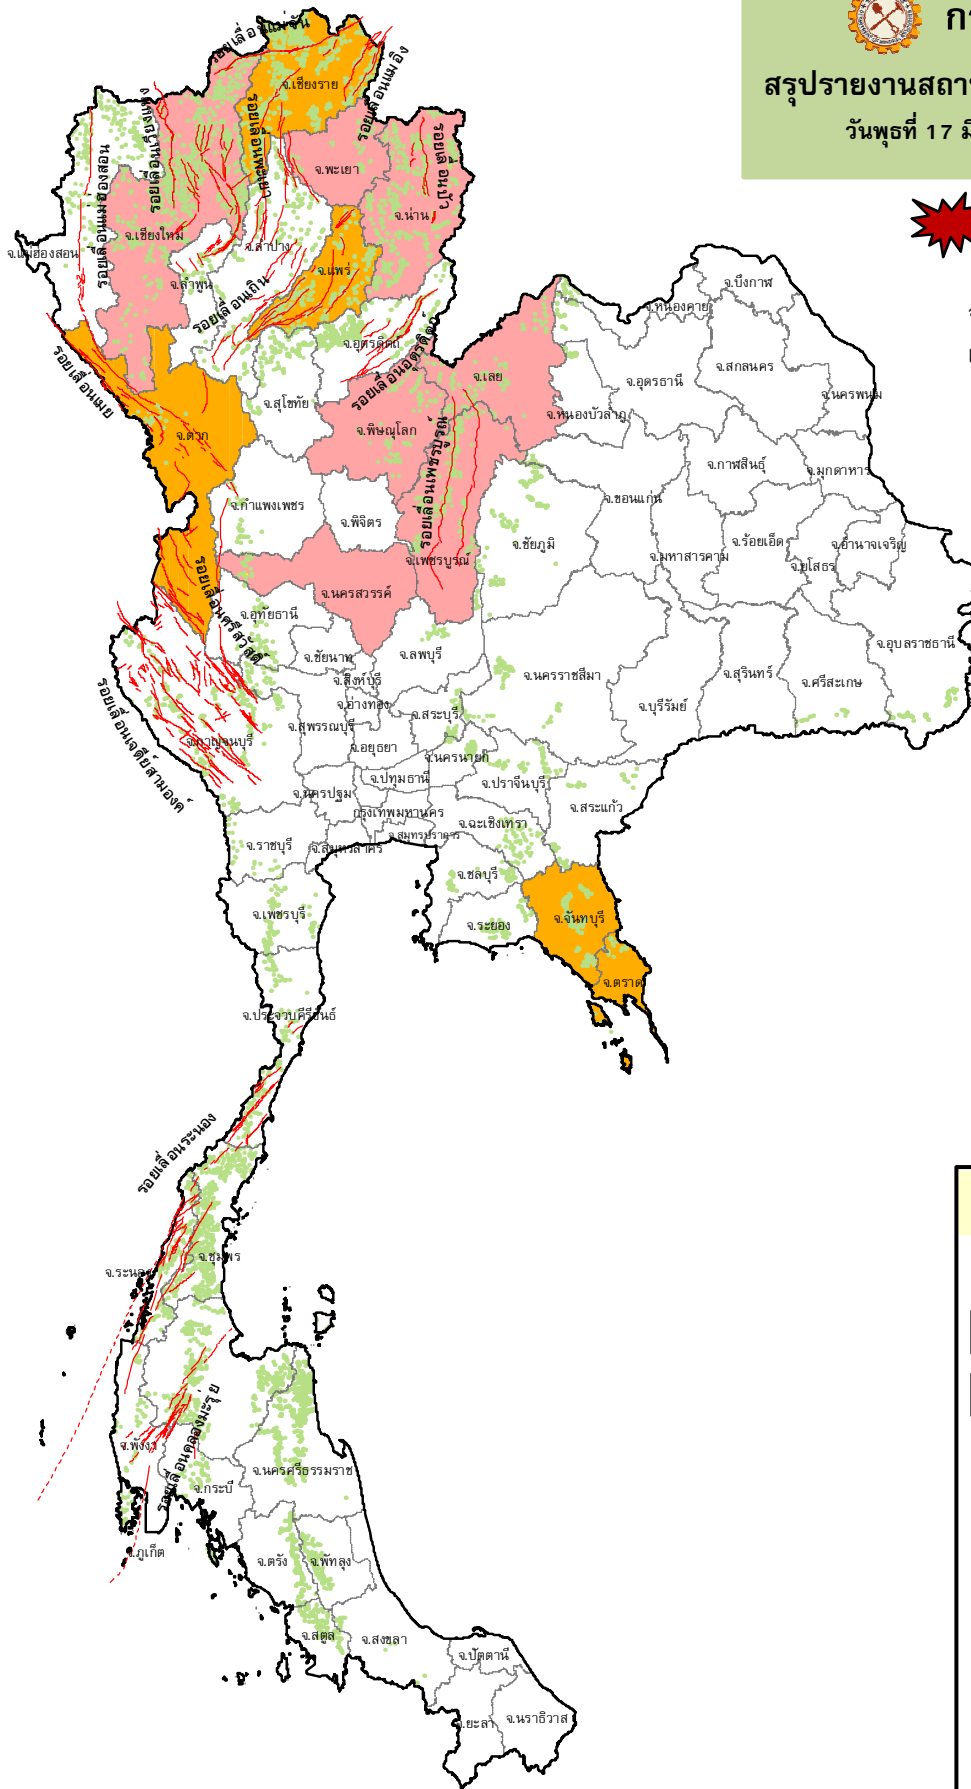 ก
สรุปรายงานสถา
วันพุธที่ 17 มี
รอยเลื่อนแม่จัน
จ.เชียงราย
รอยเลื่อนแม่อิง
รอยเลื่อนพะเยา
จ.พะเยา
รอยเลื่อนปัว
จ.น่าน
รอยเลื่อนแม่ฮ่องสอน
จ.แม่ฮ่องสอน
จ.เชียงใหม่
จ.ลำปาง
จ.ลำพูน
จ.แพร่
รอยเลื่อนเถิน
จ.อุตรดิตถ์
รอยเลื่อนอุตรดิตถ์
รอยเลื่อนเมย
จ.ตาก
จ.สุโขทัย
จ.พิษณุโลก
จ.เลย
รอยเลื่อนเพชรบูรณ์
จ.หนองบัวลำภู
จ.อุดรธานี
จ.หนองคาย
จ.บึงกาฬ
จ.สกลนคร
จ.นครพนม
จ.กาฬสินธุ์
จ.มุกดาหาร
จ.กำแพงเพชร
จ.พิจิตร
จ.เพชรบูรณ์
จ.ชัยภูมิ
จ.ขอนแก่น
จ.มหาสารคาม
จ.ร้อยเอ็ด
จ.ยโสธร
จ.อำนาจเจริญ
รอยเลื่อนศรีสวัสดิ์
จ.อุทัยธานี
จ.นครสวรรค์
จ.ชัยนาท
จ.ลพบุรี
จ.นครราชสีมา
จ.บุรีรัมย์
จ.สุรินทร์
จ.ศรีสะเกษ
จ.อุบลราชธานี
จ.สิงห์บุรี
จ.อ่างทอง
จ.สระบุรี
จ.สุพรรณบุรี
จ.อยุธยา
จ.นครนายก
จ.กาญจนบุรี
รอยเลื่อนเจดีย์สามองค์
จ.ปทุมธานี
จ.ปราจีนบุรี
จ.นครปฐม
กรุงเทพมหานคร
จ.ฉะเชิงเทรา
จ.สระแก้ว
จ.ราชบุรี
จ.สมุทรสาคร
จ.สมุทรปราการ
จ.ชลบุรี
จ.เพชรบุรี
จ.ระยอง
จ.จันทบุรี
จ.ตราด
จ.ประจวบคีรีขันธ์
รอยเลื่อนระนอง
จ.ชุมพร
จ.ระนอง
จ.พังงา
รอยเลื่อนคลองมะรุ่ย
จ.นครศรีธรรมราช
จ.กระบี่
จ.ภูเก็ต
จ.ตรัง
จ.พัทลุง
จ.สตูล
จ.สงขลา
จ.ปัตตานี
จ.ยะลา
จ.นราธิวาส